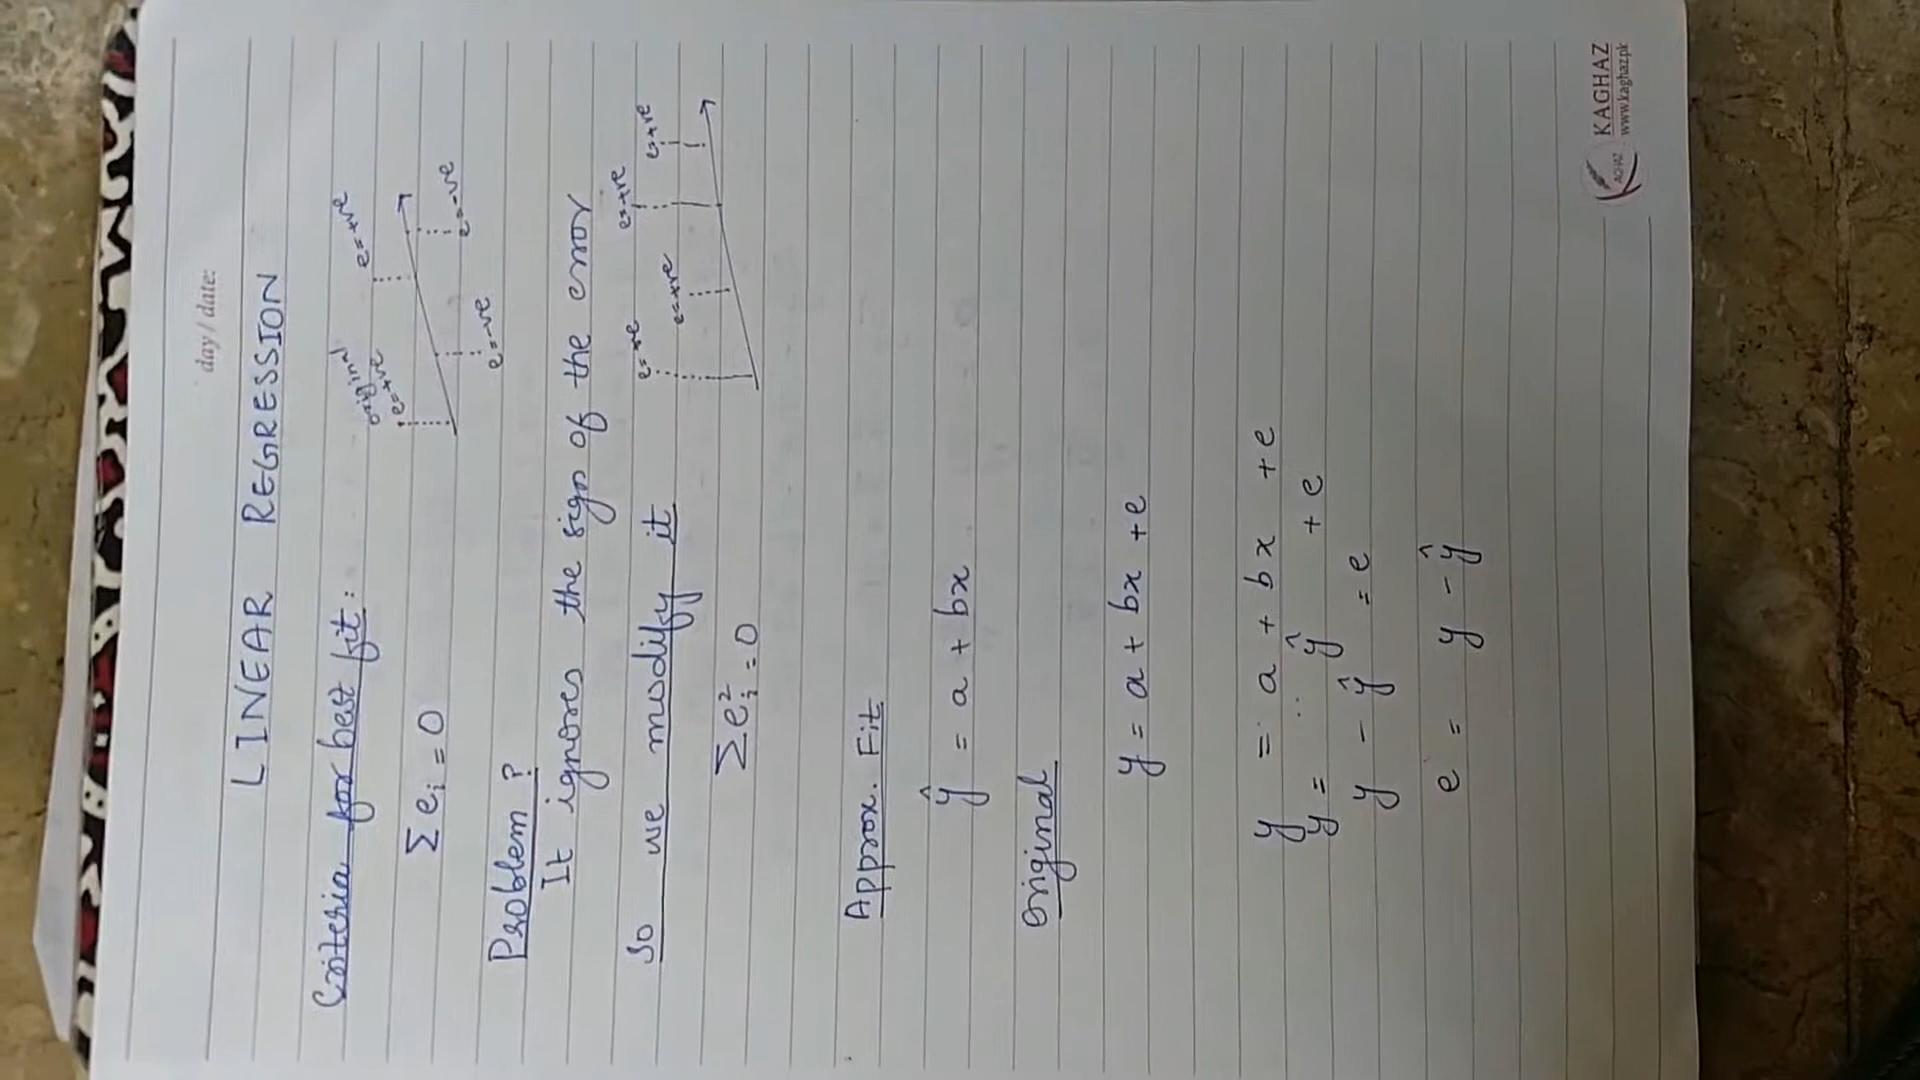 day / date:
LINEAR REGRESSION
Criteria for best fit:
original
e=+ve
e=+ve
e=-ve
e=-ve
∑ei = 0
Problem ?
It ignores the sign of the error
So we modify it
e=+ve
e=+ve
e=+ve
e=+ve
∑ei² = 0
Approx. Fit
ŷ = a + bx
Original
y = a + bx + e
y = a + bx + e
y = ŷ + e
y - ŷ = e
e = y - ŷ
KAGHAZ
KAGHAZ
www.kaghaz.pk